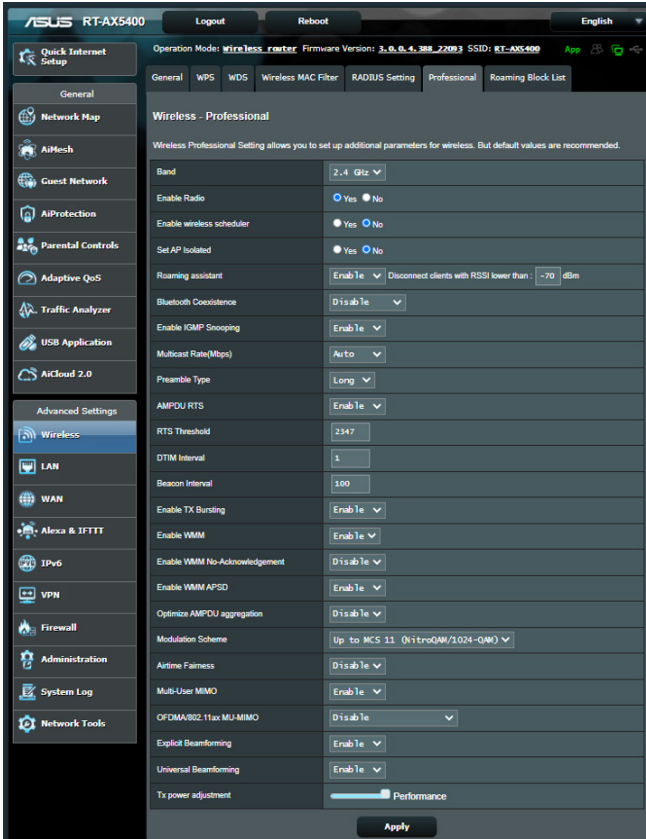 ASUS RT-AX5400 Logout Reboot English
Quick Internet Setup
Operation Mode: Wireless router Firmware Version: 3.0.0.4.388_22093 SSID: RT-AX5400 App
General WPS WDS Wireless MAC Filter RADIUS Setting Professional Roaming Block List
General
Network Map
AiMesh
Guest Network
AiProtection
Parental Controls
Adaptive QoS
Traffic Analyzer
USB Application
AiCloud 2.0
Advanced Settings
Wireless
LAN
WAN
Alexa & IFTTT
IPv6
VPN
Firewall
Administration
System Log
Network Tools
Wireless - Professional
Wireless Professional Setting allows you to set up additional parameters for wireless. But default values are recommended.
Band 2.4 GHz
Enable Radio Yes No
Enable wireless scheduler Yes No
Set AP Isolated Yes No
Roaming assistant Enable Disconnect clients with RSSI lower than : -70 dBm
Bluetooth Coexistence Disable
Enable IGMP Snooping Enable
Multicast Rate(Mbps) Auto
Preamble Type Long
AMPDU RTS Enable
RTS Threshold 2347
DTIM Interval 1
Beacon Interval 100
Enable TX Bursting Enable
Enable WMM Enable
Enable WMM No-Acknowledgement Disable
Enable WMM APSD Enable
Optimize AMPDU aggregation Disable
Modulation Scheme Up to MCS 11 (NitroQAM/1024-QAM)
Airtime Fairness Disable
Multi-User MIMO Enable
OFDMA/802.11ax MU-MIMO Disable
Explicit Beamforming Enable
Universal Beamforming Enable
Tx power adjustment Performance
Apply